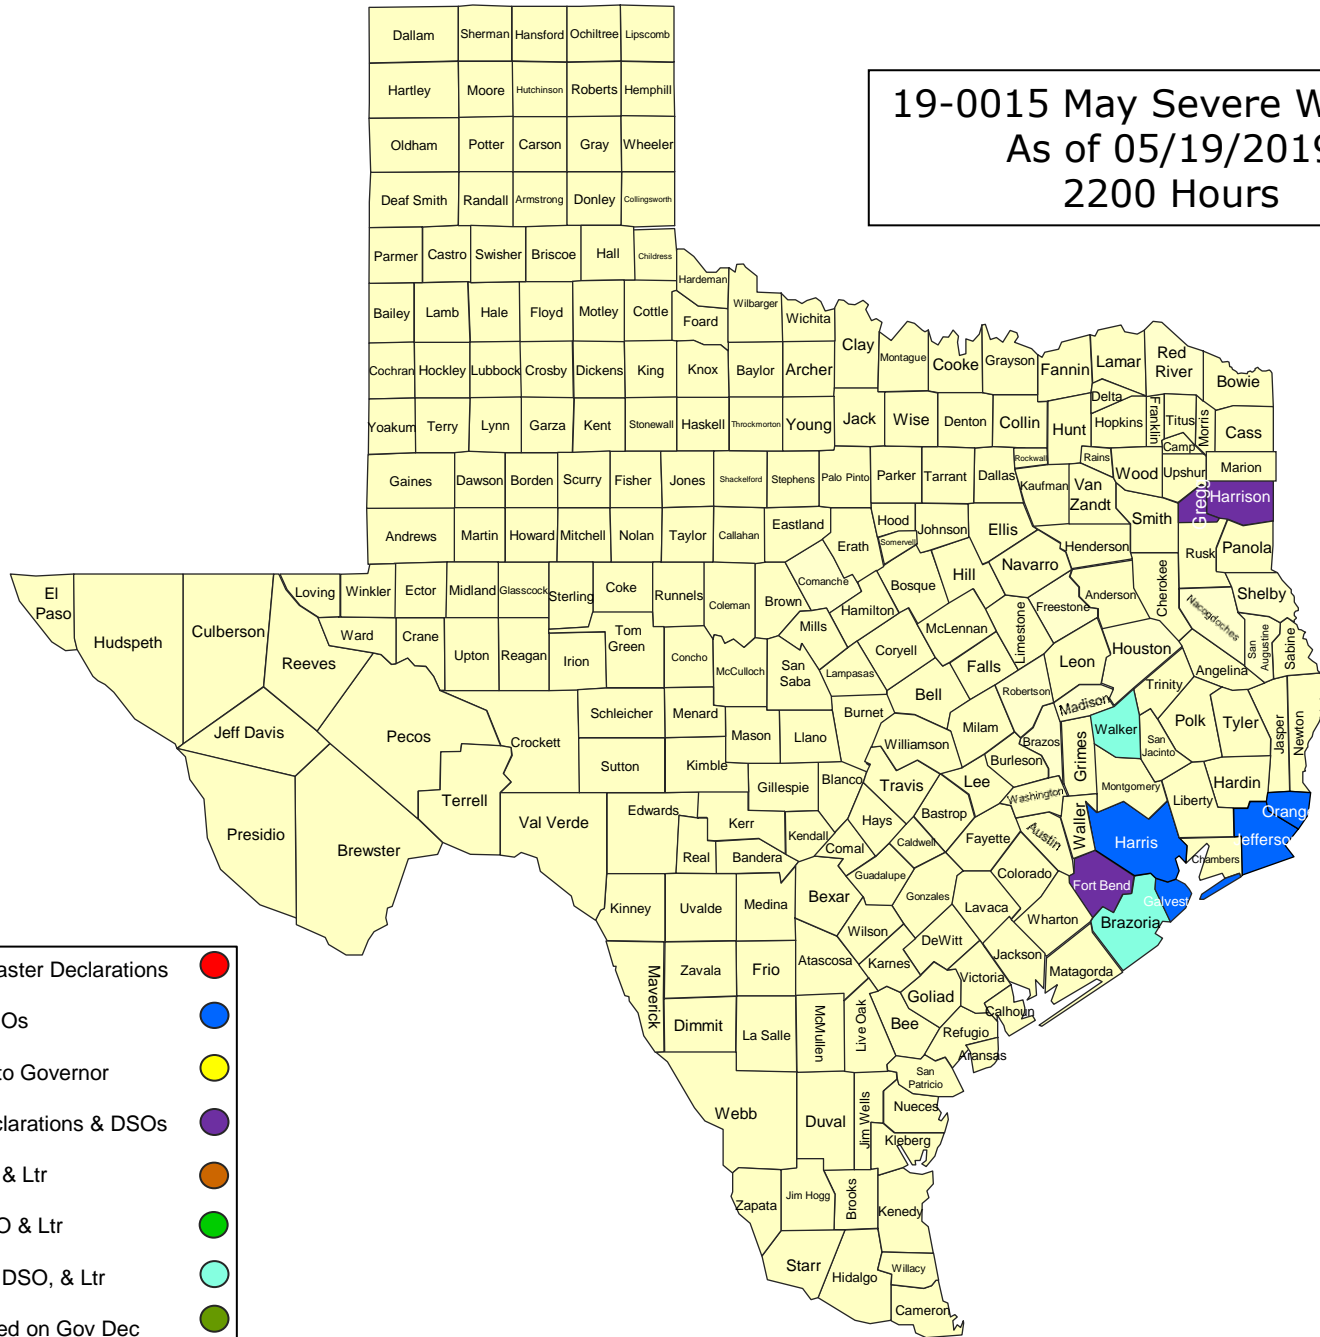 Dallam Sherman Hansford Ochiltree Lipscomb
Hartley Moore Hutchinson Roberts Hemphill
19-0015 May Severe W
As of 05/19/2019
2200 Hours
Oldham Potter Carson Gray Wheeler
Deaf Smith Randall Armstrong Donley Collingsworth
Parmer Castro Swisher Briscoe Hall Childress
Hardeman
Bailey Lamb Hale Floyd Motley Cottle Foard Wilbarger Wichita
Cochran Hockley Lubbock Crosby Dickens King Knox Baylor Archer Clay Montague Cooke Grayson Fannin Lamar Red River Bowie
Delta
Yoakum Terry Lynn Garza Kent Stonewall Haskell Throckmorton Young Jack Wise Denton Collin Hunt Hopkins Franklin Titus Morris Cass
Camp
Gaines Dawson Borden Scurry Fisher Jones Shackelford Stephens Palo Pinto Parker Tarrant Dallas Rockwall Kaufman Rains Van Zandt Wood Upshur Marion
Gregg Harrison
Andrews Martin Howard Mitchell Nolan Taylor Callahan Eastland Erath Hood Somervell Johnson Ellis Henderson Smith Rusk Panola
El Paso Hudspeth Culberson Loving Winkler Ector Midland Glasscock Sterling Coke Runnels Coleman Brown Comanche Hamilton Bosque Hill Navarro Freestone Anderson Cherokee Nacogdoches Shelby
Reeves Ward Crane Upton Reagan Irion Tom Green Concho McCulloch San Saba Mills Lampasas Coryell McLennan Limestone Falls Leon Houston Angelina San Augustine Sabine
Jeff Davis Pecos Crockett Schleicher Menard Mason Llano Burnet Bell Milam Robertson Madison Trinity Walker San Jacinto Polk Tyler Jasper Newton
Terrell Sutton Kimble Gillespie Blanco Williamson Travis Lee Burleson Brazos Grimes Montgomery Liberty Hardin
Presidio Brewster Val Verde Edwards Real Kerr Bandera Kendall Comal Hays Caldwell Bastrop Fayette Washington Austin Waller Harris Chambers Orange
Jefferso
Kinney Uvalde Medina Bexar Guadalupe Gonzales Lavaca Colorado Wharton Fort Bend Brazoria Galvest
Maverick Zavala Frio Atascosa Wilson Karnes DeWitt Jackson Matagorda
Dimmit La Salle McMullen Live Oak Bee Goliad Victoria Calhoun Refugio Aransas
San Patricio
Webb Duval Jim Wells Nueces
Kleberg
Zapata Jim Hogg Brooks Kenedy
Starr Hidalgo Willacy
Cameron
aster Declarations
Os
to Governor
clarations & DSOs
& Ltr
O & Ltr
DSO, & Ltr
ed on Gov Dec